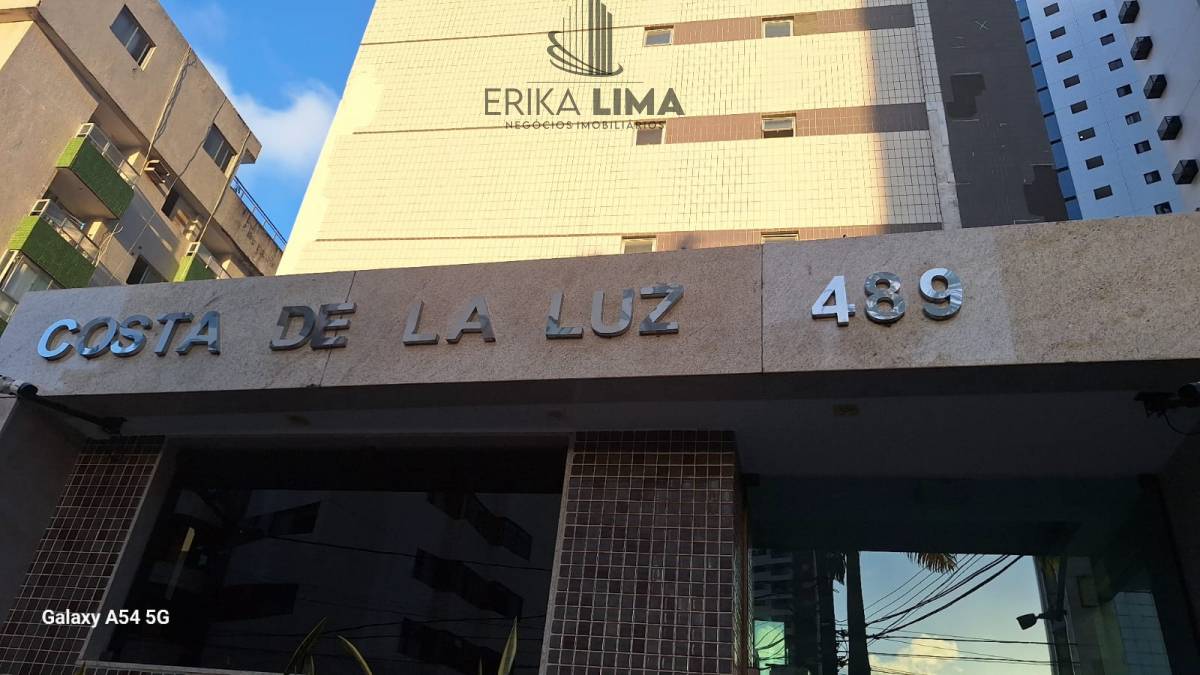 ERIKA LIMA
NEGÓCIOS IMOBILIÁRIOS
COSTA DE LA LUZ 489
Galaxy A54 5G